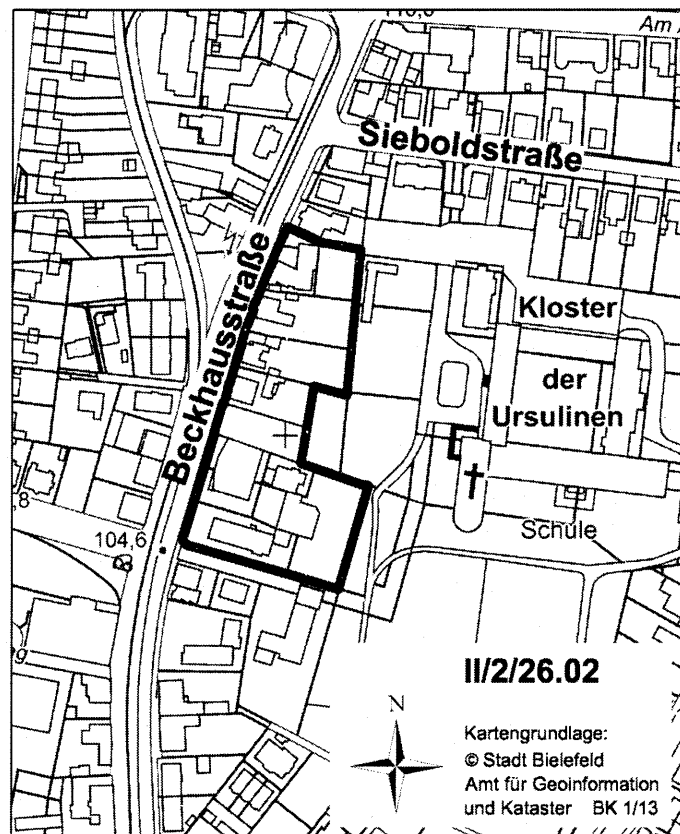 Am
Sieboldstraße
Beckhausstraße
Kloster
der
Ursulinen
Schule
104,6
II/2/26.02
N
Kartengrundlage:
© Stadt Bielefeld
Amt für Geoinformation
und Kataster BK 1/13